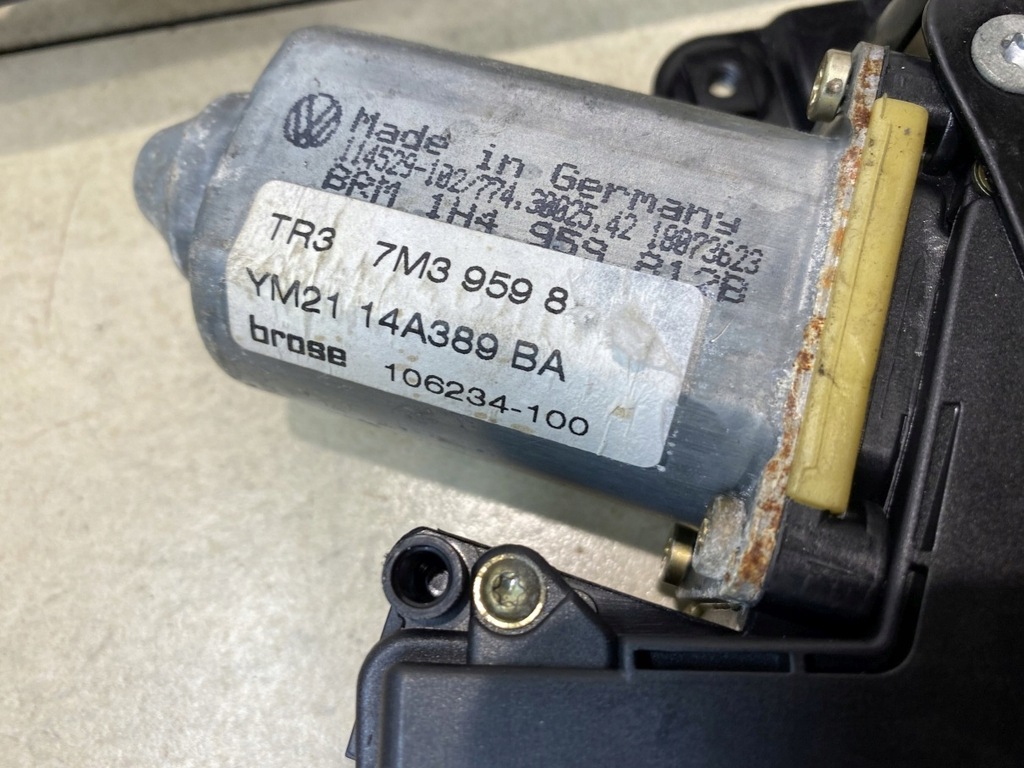 Made in Germany
114529-102/774.30025.42 18073623
BRM 1H4 959 812B
TR3 7M3 959 8
YM21 14A389 BA
brose 106234-100